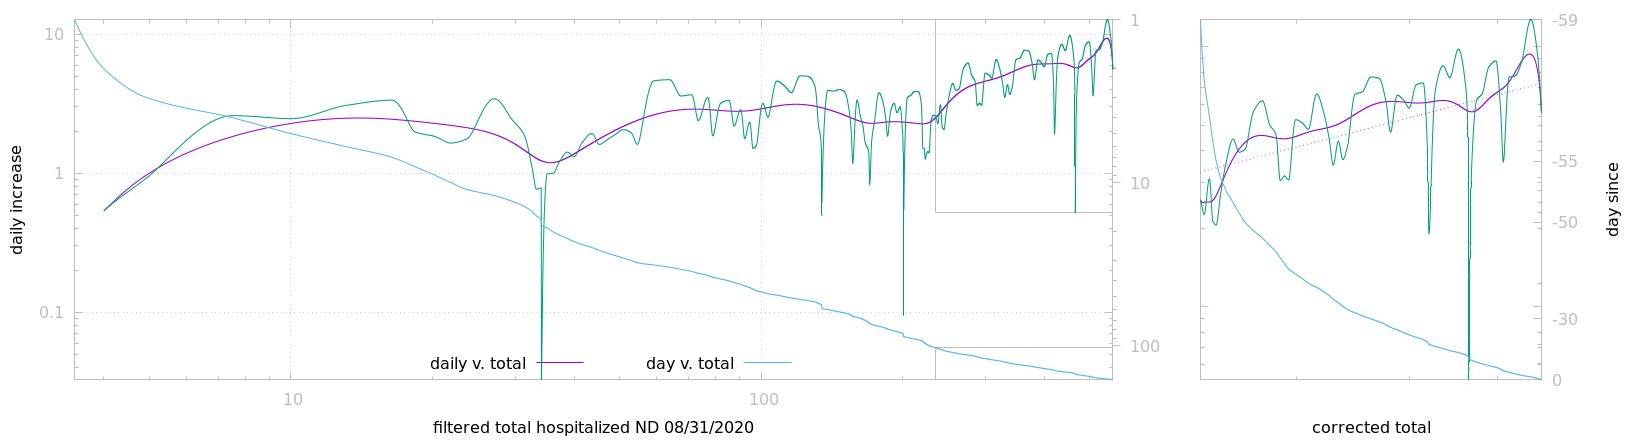 10
1
0.1
daily increase
10
100
1
10
100
daily v. total
day v. total
filtered total hospitalized ND 08/31/2020
-59
-55
-50
-30
0
day since
corrected total